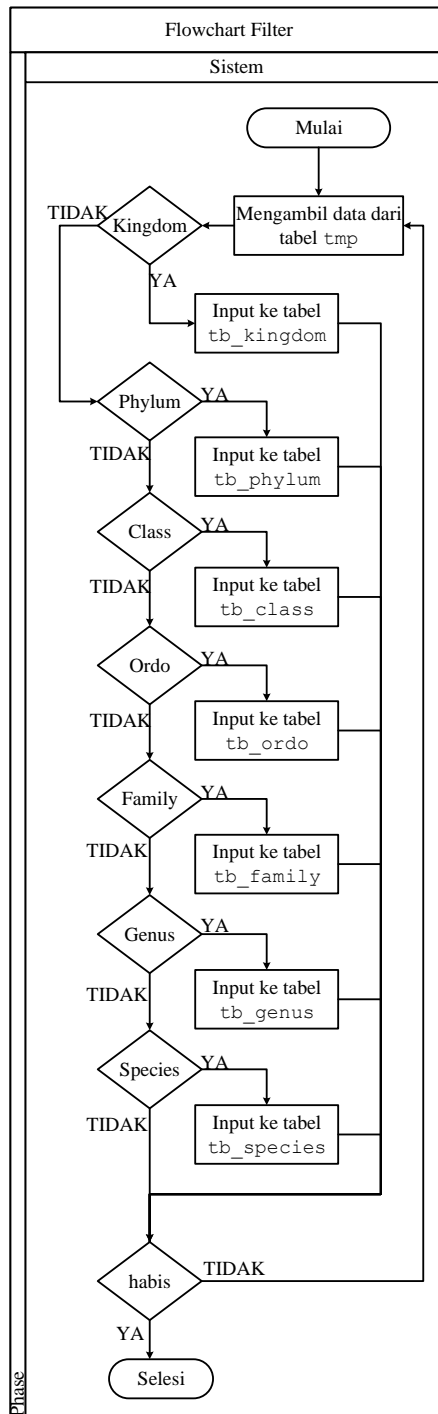 Flowchart Filter
Sistem
Mulai
Mengambil data dari
tabel tmp
TIDAK
Kingdom
YA
Input ke tabel
tb_kingdom
Phylum
YA
TIDAK
Input ke tabel
tb_phylum
Class
YA
TIDAK
Input ke tabel
tb_class
Ordo
YA
TIDAK
Input ke tabel
tb_ordo
Family
YA
TIDAK
Input ke tabel
tb_family
Genus
YA
TIDAK
Input ke tabel
tb_genus
Species
YA
TIDAK
Input ke tabel
tb_species
habis
TIDAK
YA
Selesi
Phase